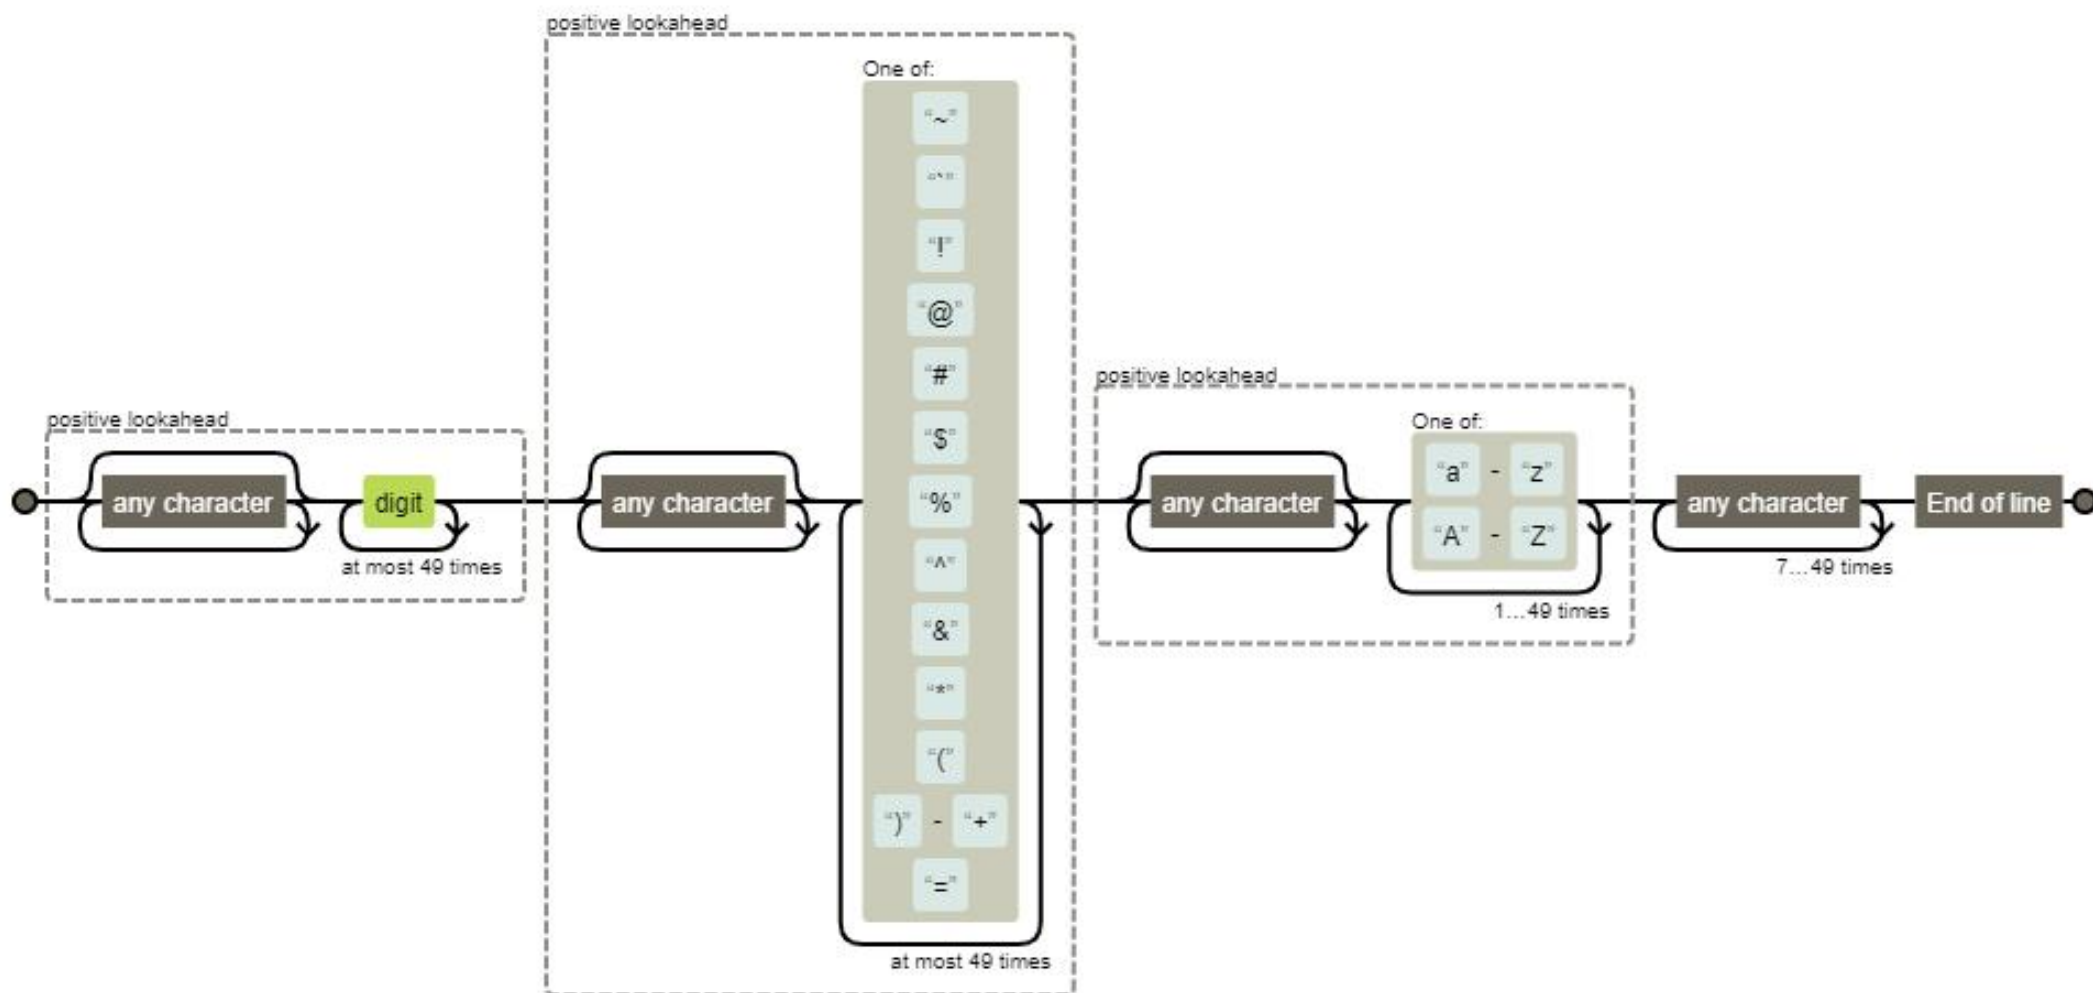 positive lookahead
One of:
“~”
“`”
“!”
“@”
“#”
“$”
“%”
“^”
“&”
“*”
“(”
“)” - “+”
“=”
positive lookahead
any character
digit
at most 49 times
any character
at most 49 times
positive lookahead
any character
One of:
“a” - “z”
“A” - “Z”
1...49 times
any character
7...49 times
End of line